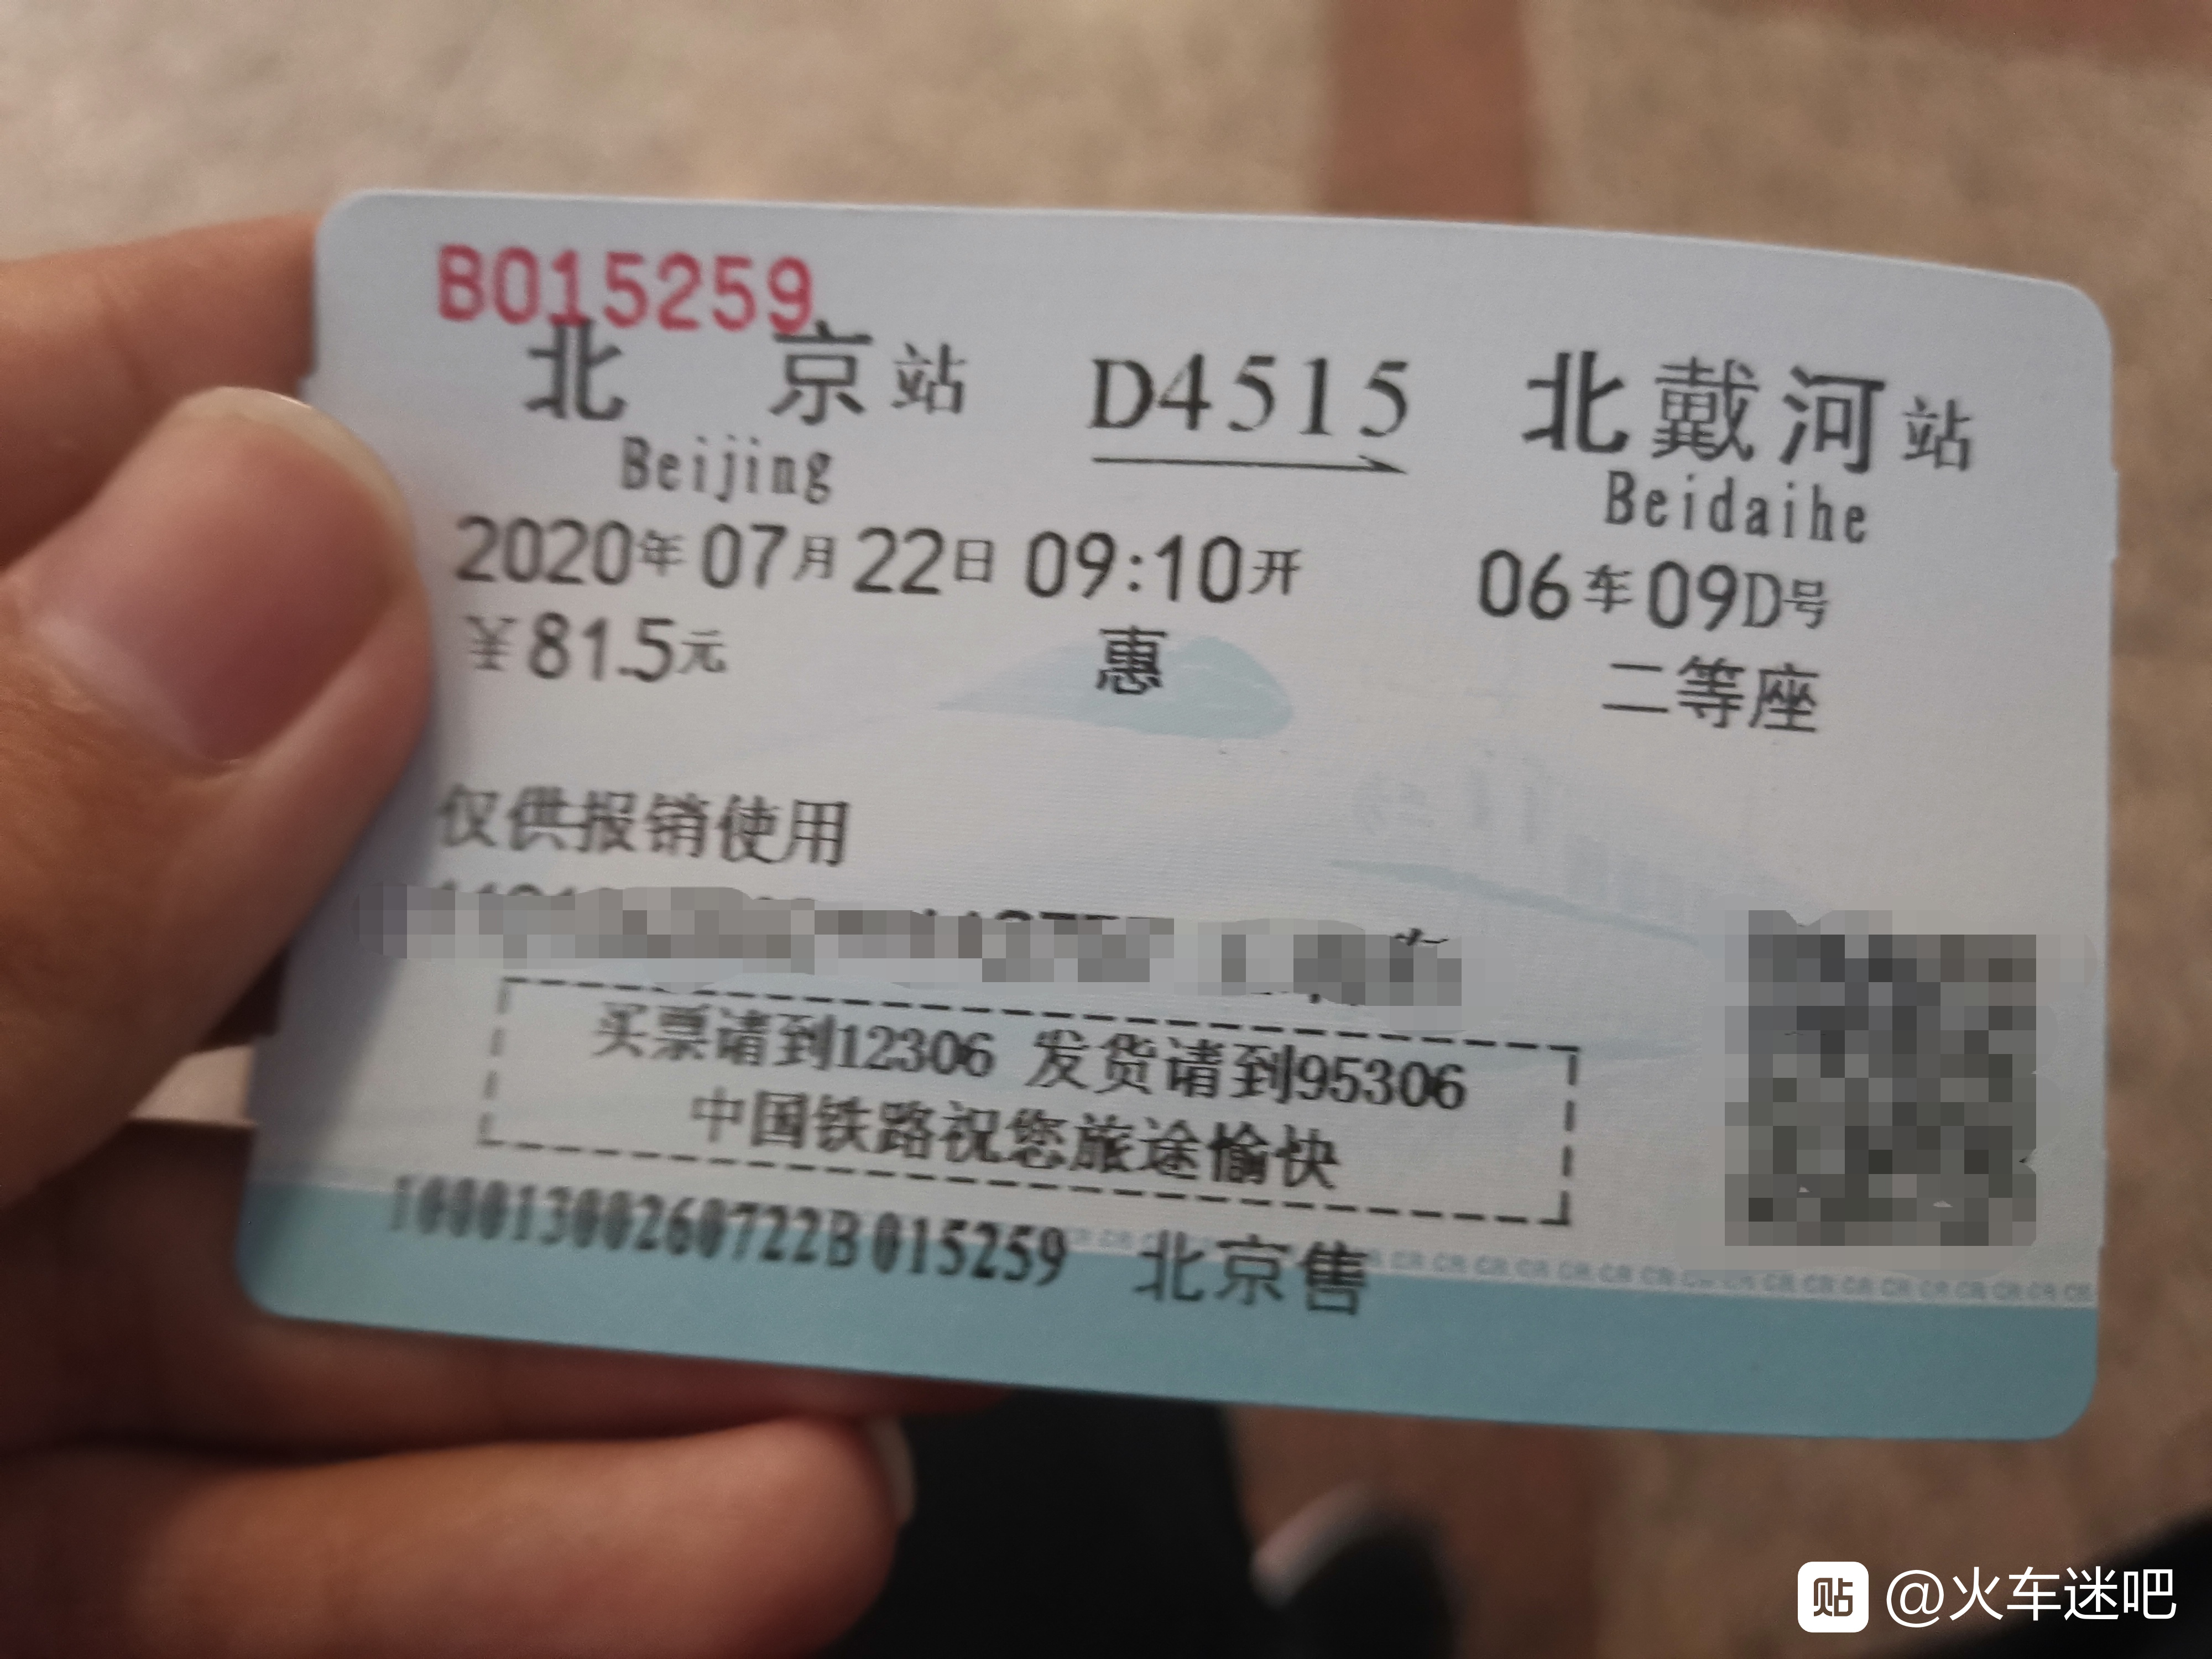 B015259
北京站 D4515 北戴河站
Beijing Beidaihe
2020年07月22日 09:10开 06车09D号
¥81.5元 惠 二等座
仅供报销使用
买票请到12306 发货请到95306
中国铁路祝您旅途愉快
10001300260722B015259 北京售
贴 @火车迷吧